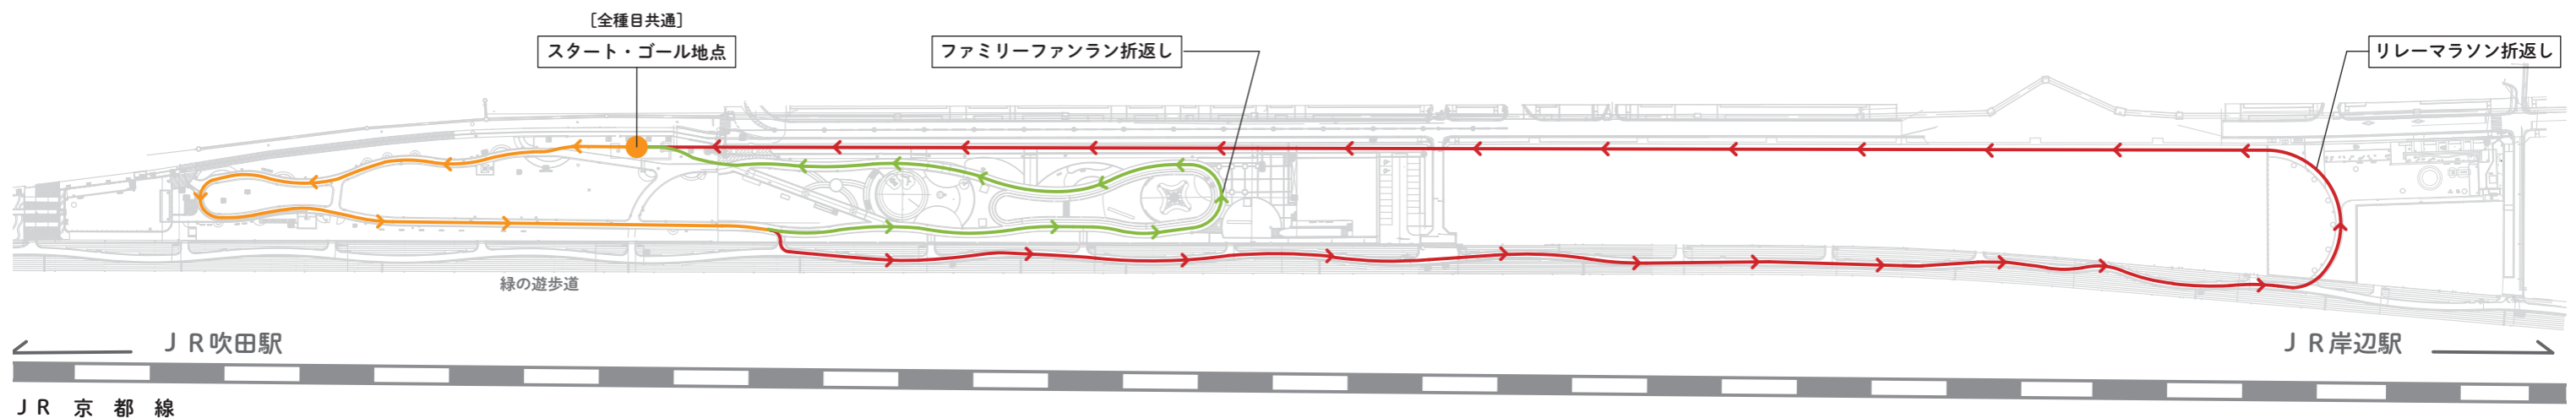 ［全種目共通］
スタート・ゴール地点
ファミリーファンラン折返し
リレーマラソン折返し
緑の遊歩道
ＪＲ吹田駅
ＪＲ岸辺駅
ＪＲ 京 都 線